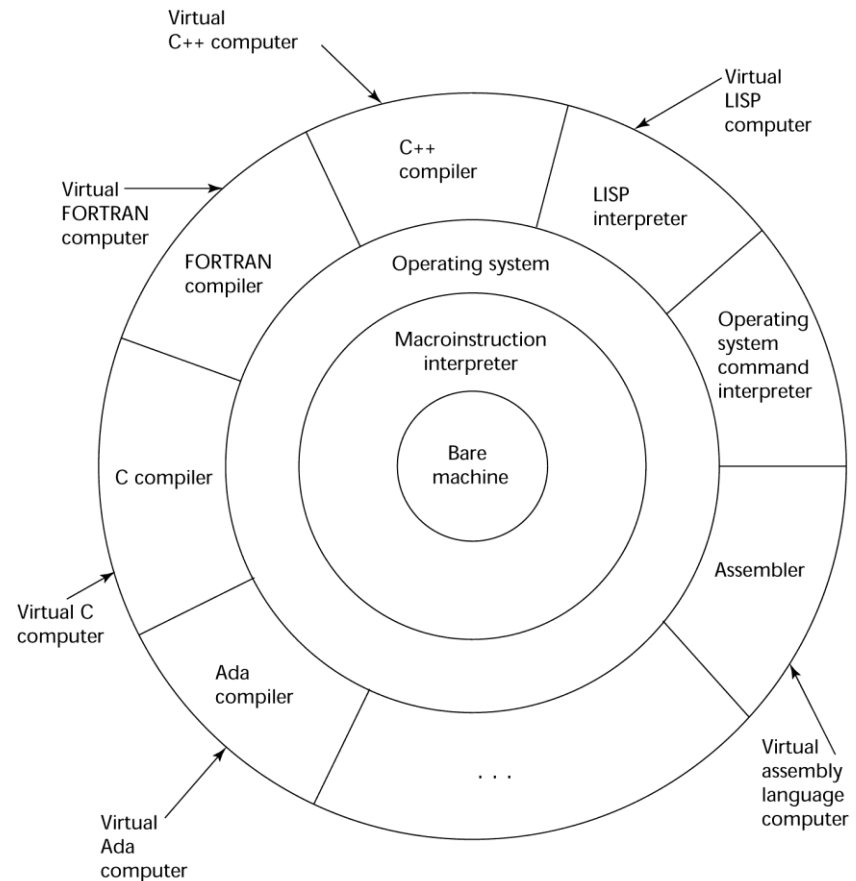 Virtual
C++ computer
Virtual
LISP
computer
C++
compiler
Virtual
FORTRAN
computer
LISP
interpreter
FORTRAN
compiler
Operating system
Operating
system
command
interpreter
Macroinstruction
interpreter
Bare
machine
C compiler
Assembler
Virtual C
computer
Ada
compiler
Virtual
assembly
language
computer
. . .
Virtual
Ada
computer